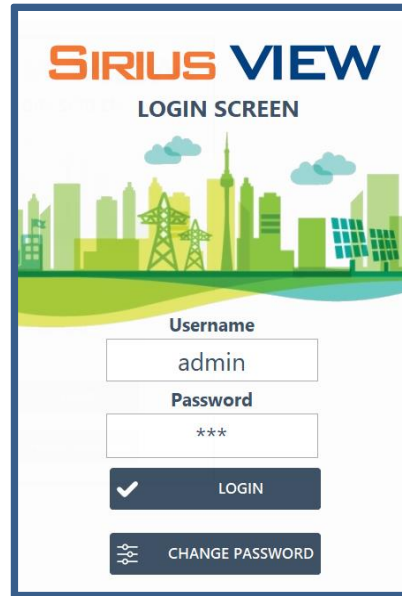 SIRIUS VIEW
LOGIN SCREEN
Username
admin
Password
***
LOGIN
CHANGE PASSWORD